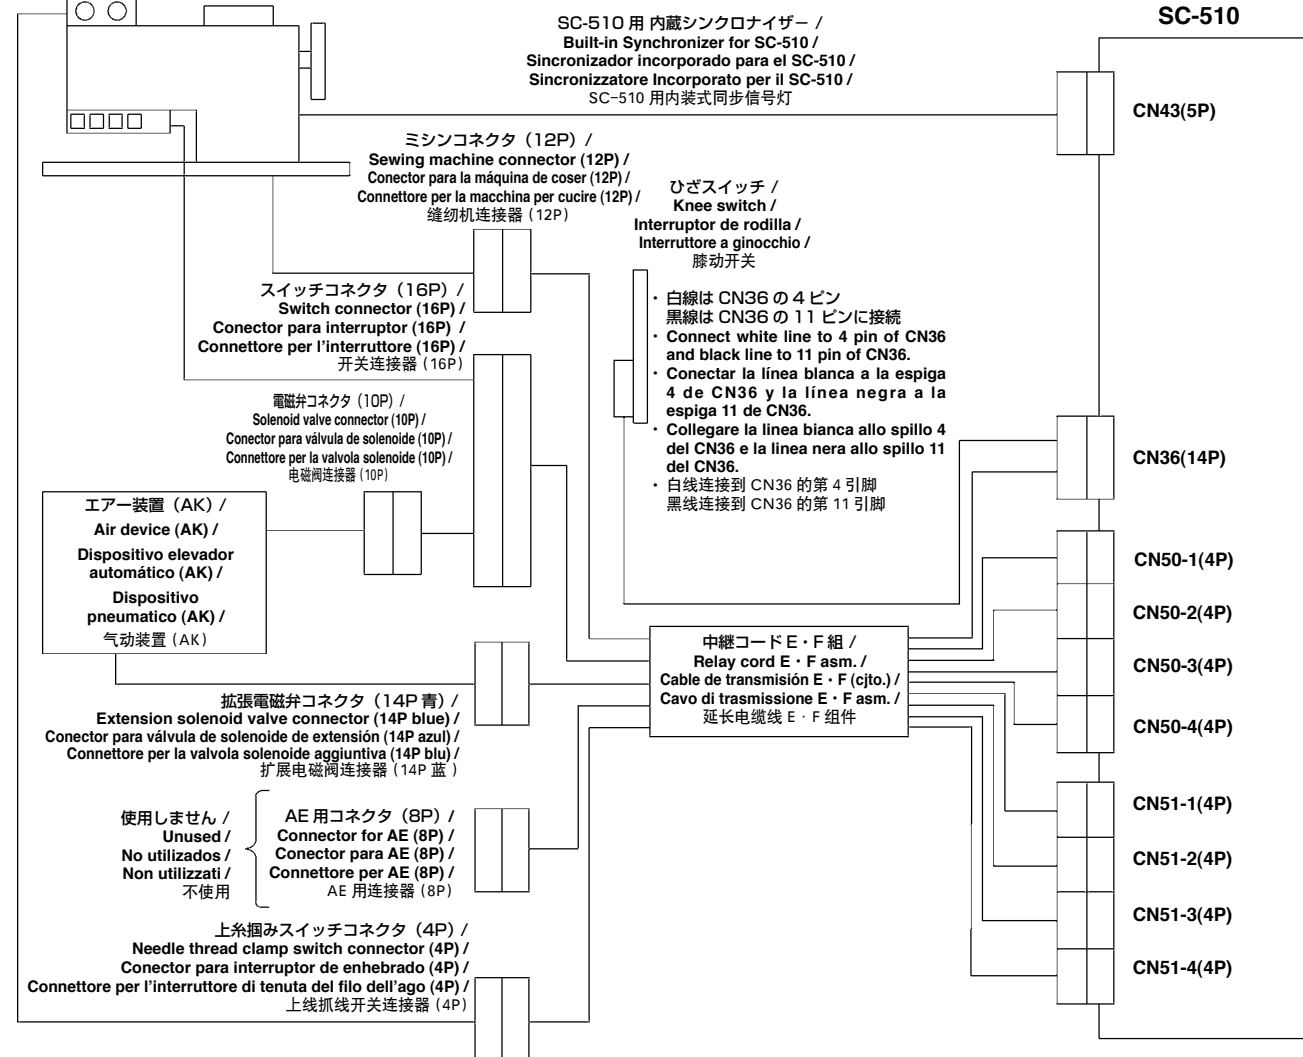 SC-510
SC-510 用 内蔵シンクロナイザー /
Built-in Synchronizer for SC-510 /
Sincronizador incorporado para el SC-510 /
Sincronizzatore Incorporato per il SC-510 /
SC-510 用内装式同步信号灯
CN43(5P)
ミシンコネクタ（12P）/
Sewing machine connector (12P) /
Conector para la máquina de coser (12P) /
Connettore per la macchina per cucire (12P) /
缝纫机连接器 (12P)
ひざスイッチ /
Knee switch /
Interruptor de rodilla /
Interruttore a ginocchio /
膝动开关
・ 白線は CN36 の 4 ピン
黒線は CN36 の 11 ピンに接続
・ Connect white line to 4 pin of CN36
and black line to 11 pin of CN36.
・ Conectar la línea blanca a la espiga
4 de CN36 y la línea negra a la
espiga 11 de CN36.
・ Collegare la linea bianca allo spillo 4
del CN36 e la linea nera allo spillo 11
del CN36.
・ 白线连接到 CN36 的第 4 引脚
黑线连接到 CN36 的第 11 引脚
スイッチコネクタ（16P）/
Switch connector (16P) /
Conector para interruptor (16P) /
Connettore per l'interruttore (16P) /
开关连接器 (16P)
電磁弁コネクタ（10P）/
Solenoid valve connector (10P) /
Conector para válvula de solenoide (10P) /
Connettore per la valvola solenoide (10P) /
电磁阀连接器 (10P)
エアー装置（AK）/
Air device (AK) /
Dispositivo elevador
automático (AK) /
Dispositivo
pneumatico (AK) /
气动装置 (AK)
CN36(14P)
CN50-1(4P)
CN50-2(4P)
CN50-3(4P)
CN50-4(4P)
CN51-1(4P)
CN51-2(4P)
CN51-3(4P)
CN51-4(4P)
中継コード E・F 組 /
Relay cord E・F asm. /
Cable de transmisión E・F (cjto.) /
Cavo di trasmissione E・F asm. /
延长电缆线 E・F 组件
拡張電磁弁コネクタ（14P 青）/
Extension solenoid valve connector (14P blue) /
Conector para válvula de solenoide de extensión (14P azul) /
Connettore per la valvola solenoide aggiuntiva (14P blu) /
扩展电磁阀连接器 (14P 蓝 )
使用しません /
Unused /
No utilizados /
Non utilizzati /
不使用
AE 用コネクタ（8P）/
Connector for AE (8P) /
Conector para AE (8P) /
Connettore per AE (8P) /
AE 用连接器 (8P)
上糸掴みスイッチコネクタ（4P）/
Needle thread clamp switch connector (4P) /
Conector para interruptor de enhebrado (4P) /
Connettore per l'interruttore di tenuta del filo dell'ago (4P) /
上线抓线开关连接器 (4P)